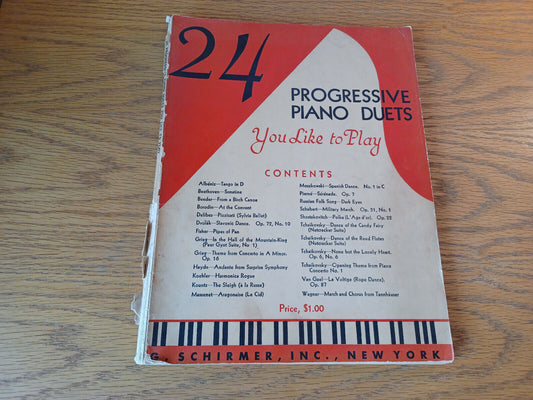 24
PROGRESSIVE
PIANO DUETS
You Like to Play
CONTENTS
Albéniz—Tango in D
Beethoven—Sonatina
Bender—From a Birch Canoe
Borodin—At the Convent
Delibes—Pizzicati (Sylvia Ballet)
Dvořák—Slavonic Dance. Op. 72, No. 10
Fisher—Pipes of Pan
Grieg—In the Hall of the Mountain-King
(Peer Gynt Suite, No. 1)
Grieg—Theme from Concerto in A Minor.
Op. 16
Haydn—Andante from Surprise Symphony
Koehler—Harmonica Rogue
Kountz—The Sleigh (à la Russe)
Massenet—Aragonaise (Le Cid)
Moszkowski—Spanish Dance. No. 1 in C
Pierné—Sérénade. Op. 7
Russian Folk Song—Dark Eyes
Schubert—Military March. Op. 51, No. 1
Shostakovitch—Polka (L'Age d'or). Op. 22
Tchaikovsky—Dance of the Candy Fairy
(Nutcracker Suite)
Tchaikovsky—Dance of the Reed Flutes
(Nutcracker Suite)
Tchaikovsky—None but the Lonely Heart.
Op. 6, No. 6
Tchaikovsky—Opening Theme from Piano
Concerto No. 1
Van Gael—La Voltige (Rope Dance).
Op. 87
Wagner—March and Chorus from Tannhäuser
Price, $1.00
G. SCHIRMER, INC., NEW YORK